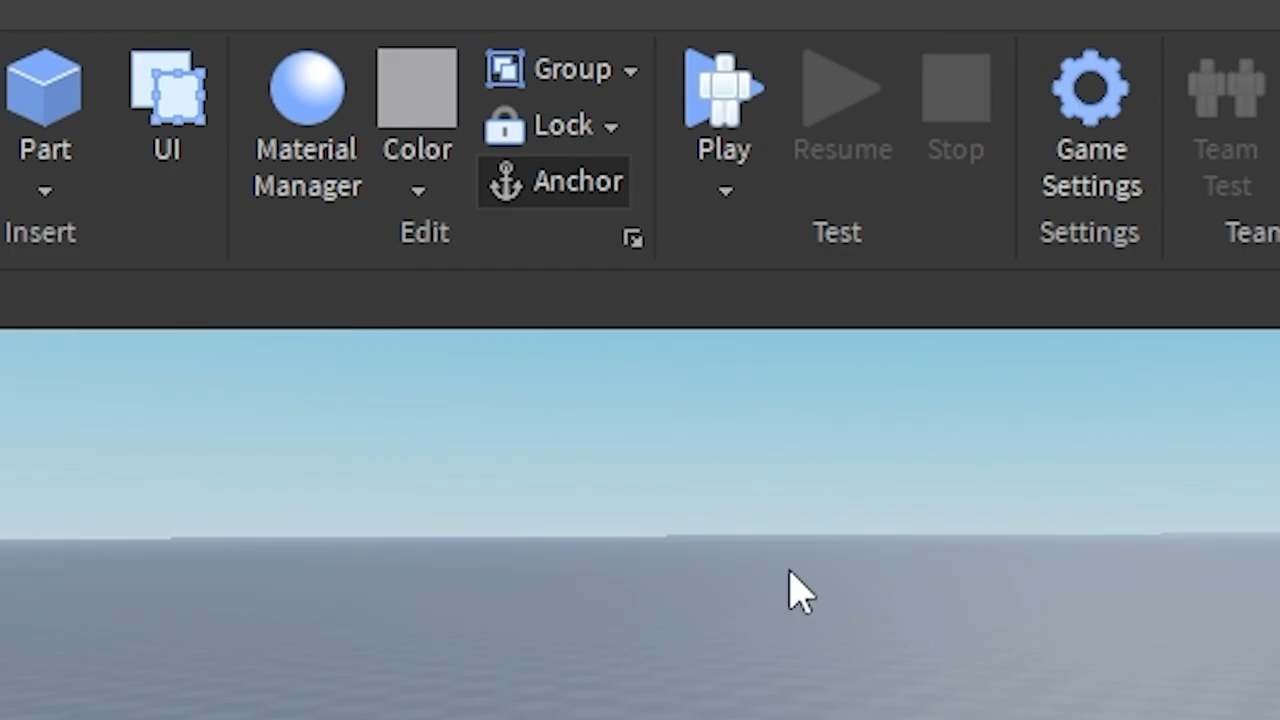 Group
Lock
Part
UI
Material
Manager
Color
Anchor
Play
Resume
Stop
Game
Settings
Team
Test
Insert
Edit
Test
Settings
Tean